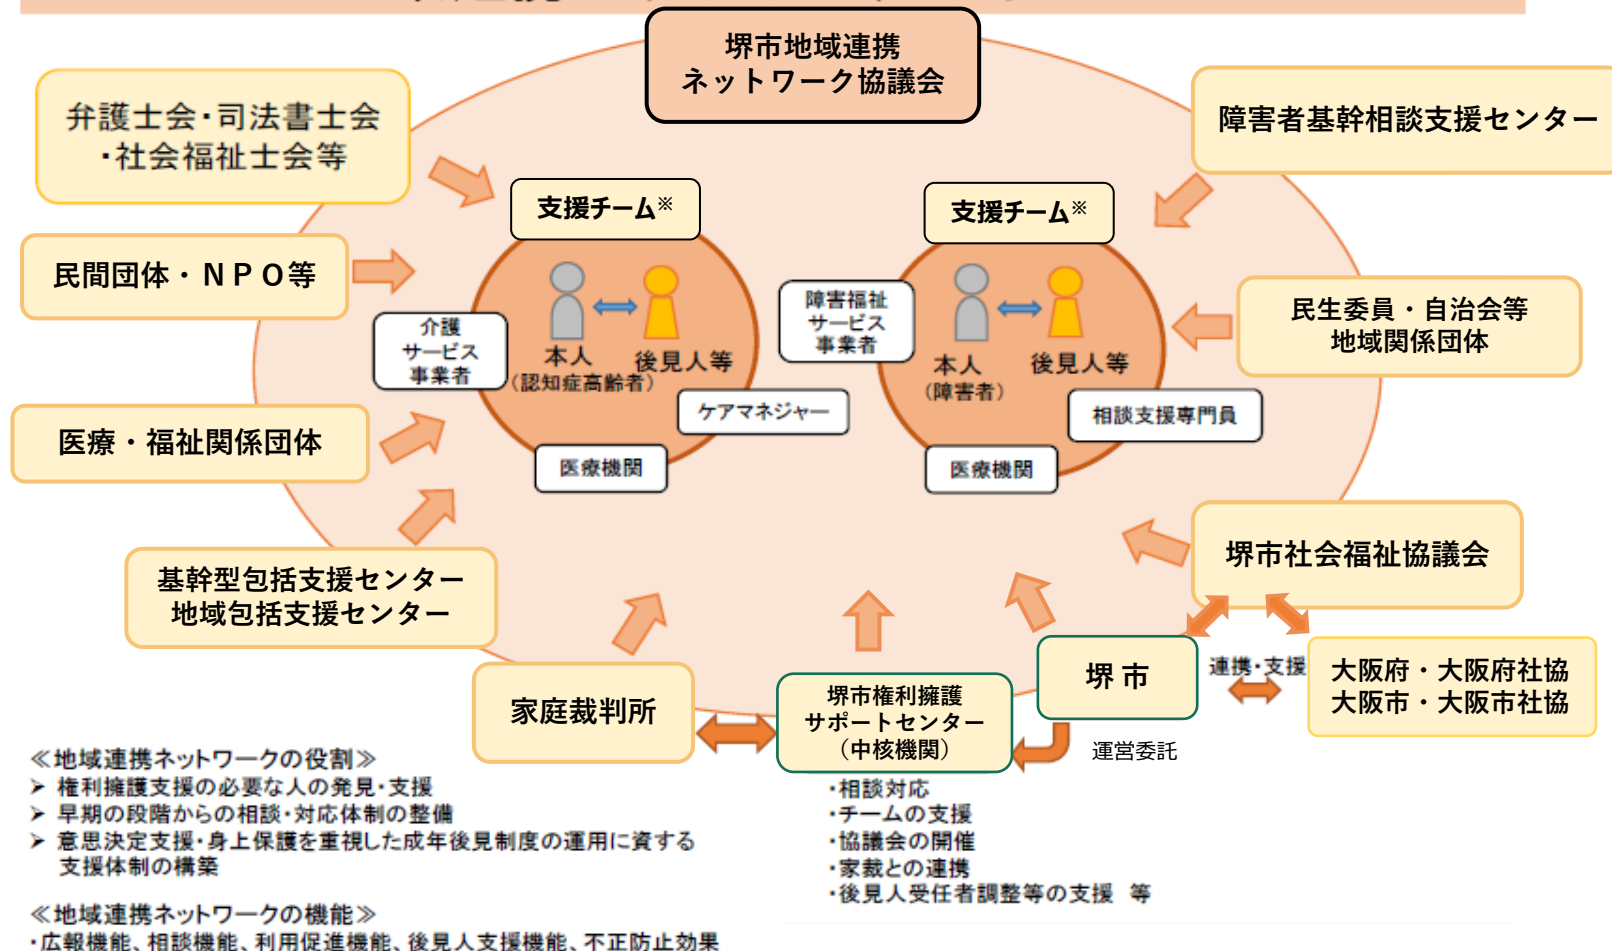 堺市地域連携
ネットワーク協議会
弁護士会・司法書士会
・社会福祉士会等
障害者基幹相談支援センター
支援チーム※
支援チーム※
民間団体・ＮＰＯ等
民生委員・自治会等
地域関係団体
介護
サービス
事業者
本人
（認知症高齢者）
後見人等
ケアマネジャー
医療機関
障害福祉
サービス
事業者
本人
（障害者）
後見人等
相談支援専門員
医療機関
医療・福祉関係団体
基幹型包括支援センター
地域包括支援センター
堺市社会福祉協議会
家庭裁判所
堺市権利擁護
サポートセンター
（中核機関）
堺 市
連携・支援
大阪府・大阪府社協
大阪市・大阪市社協
運営委託
≪地域連携ネットワークの役割≫
➢ 権利擁護支援の必要な人の発見・支援
➢ 早期の段階からの相談・対応体制の整備
➢ 意思決定支援・身上保護を重視した成年後見制度の運用に資する
支援体制の構築
・相談対応
・チームの支援
・協議会の開催
・家裁との連携
・後見人受任者調整等の支援 等
≪地域連携ネットワークの機能≫
・広報機能、相談機能、利用促進機能、後見人支援機能、不正防止効果